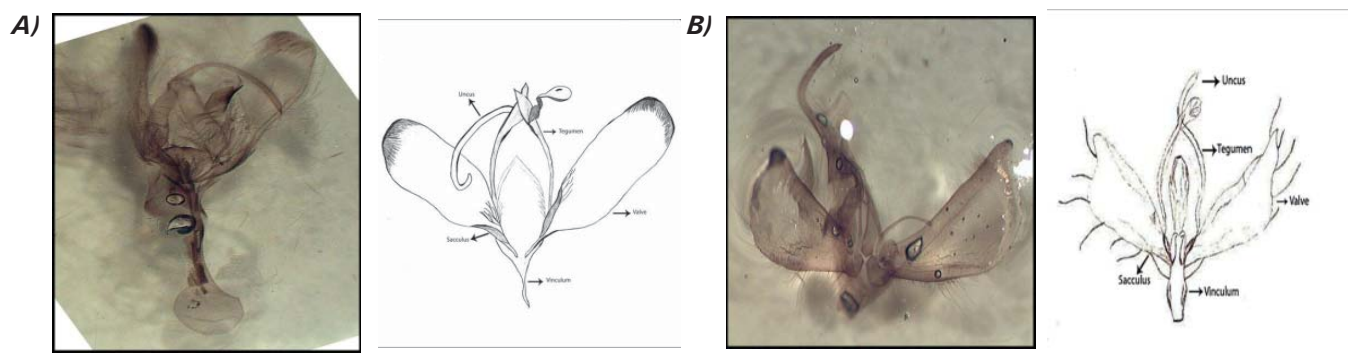 A)
Uncus
Tegumen
Valve
Sacculus
Vinculum
B)
Uncus
Tegumen
Valve
Sacculus
Vinculum